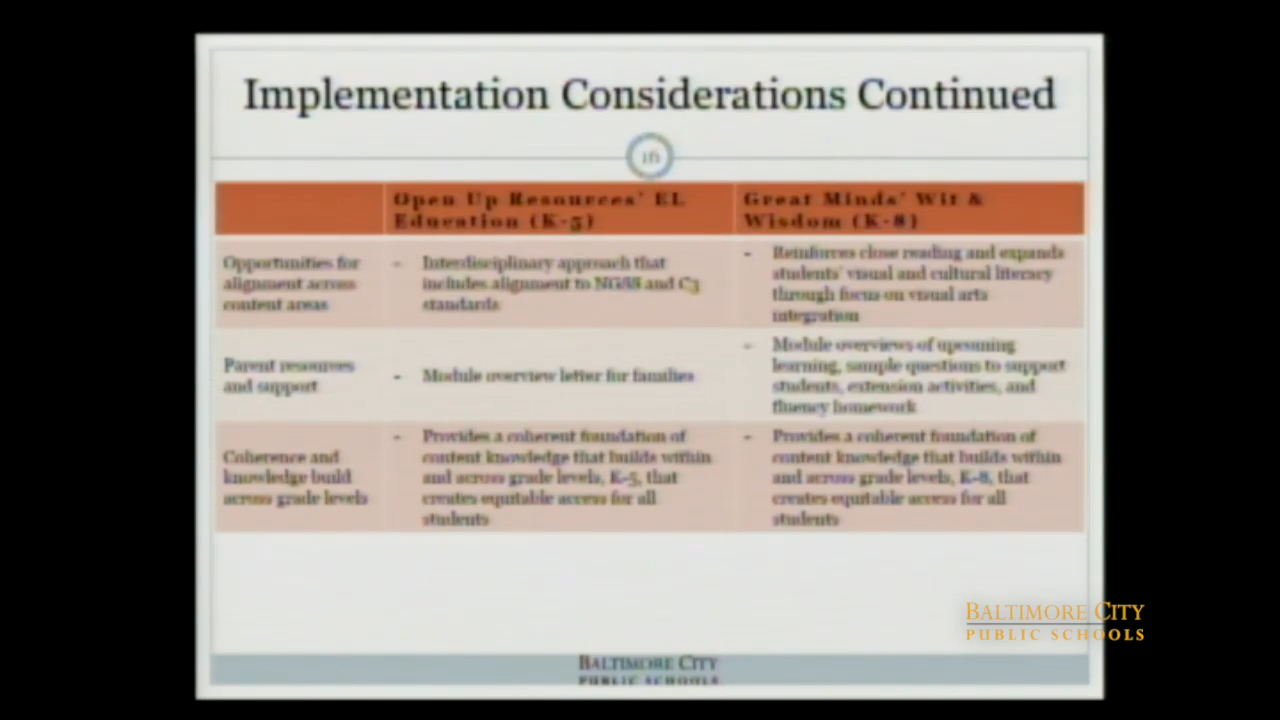 Implementation Considerations Continued
16
Open Up Resources' EL
Education (K-5)
Great Minds' Wit &
Wisdom (K-8)
Opportunities for
alignment across
content areas
- Interdisciplinary approach that
includes alignment to NGSS and C3
standards
- Reinforces close reading and expands
students' visual and cultural literacy
through focus on visual arts
integration
Parent resources
and support
- Module overview letter for families
- Module overviews of upcoming
learning, sample questions to support
students, extension activities, and
fluency homework
Coherence and
knowledge build
across grade levels
- Provides a coherent foundation of
content knowledge that builds within
and across grade levels, K-5, that
creates equitable access for all
students
- Provides a coherent foundation of
content knowledge that builds within
and across grade levels, K-8, that
creates equitable access for all
students
BALTIMORE CITY
PUBLIC SCHOOLS
BALTIMORE CITY
PUBLIC SCHOOLS